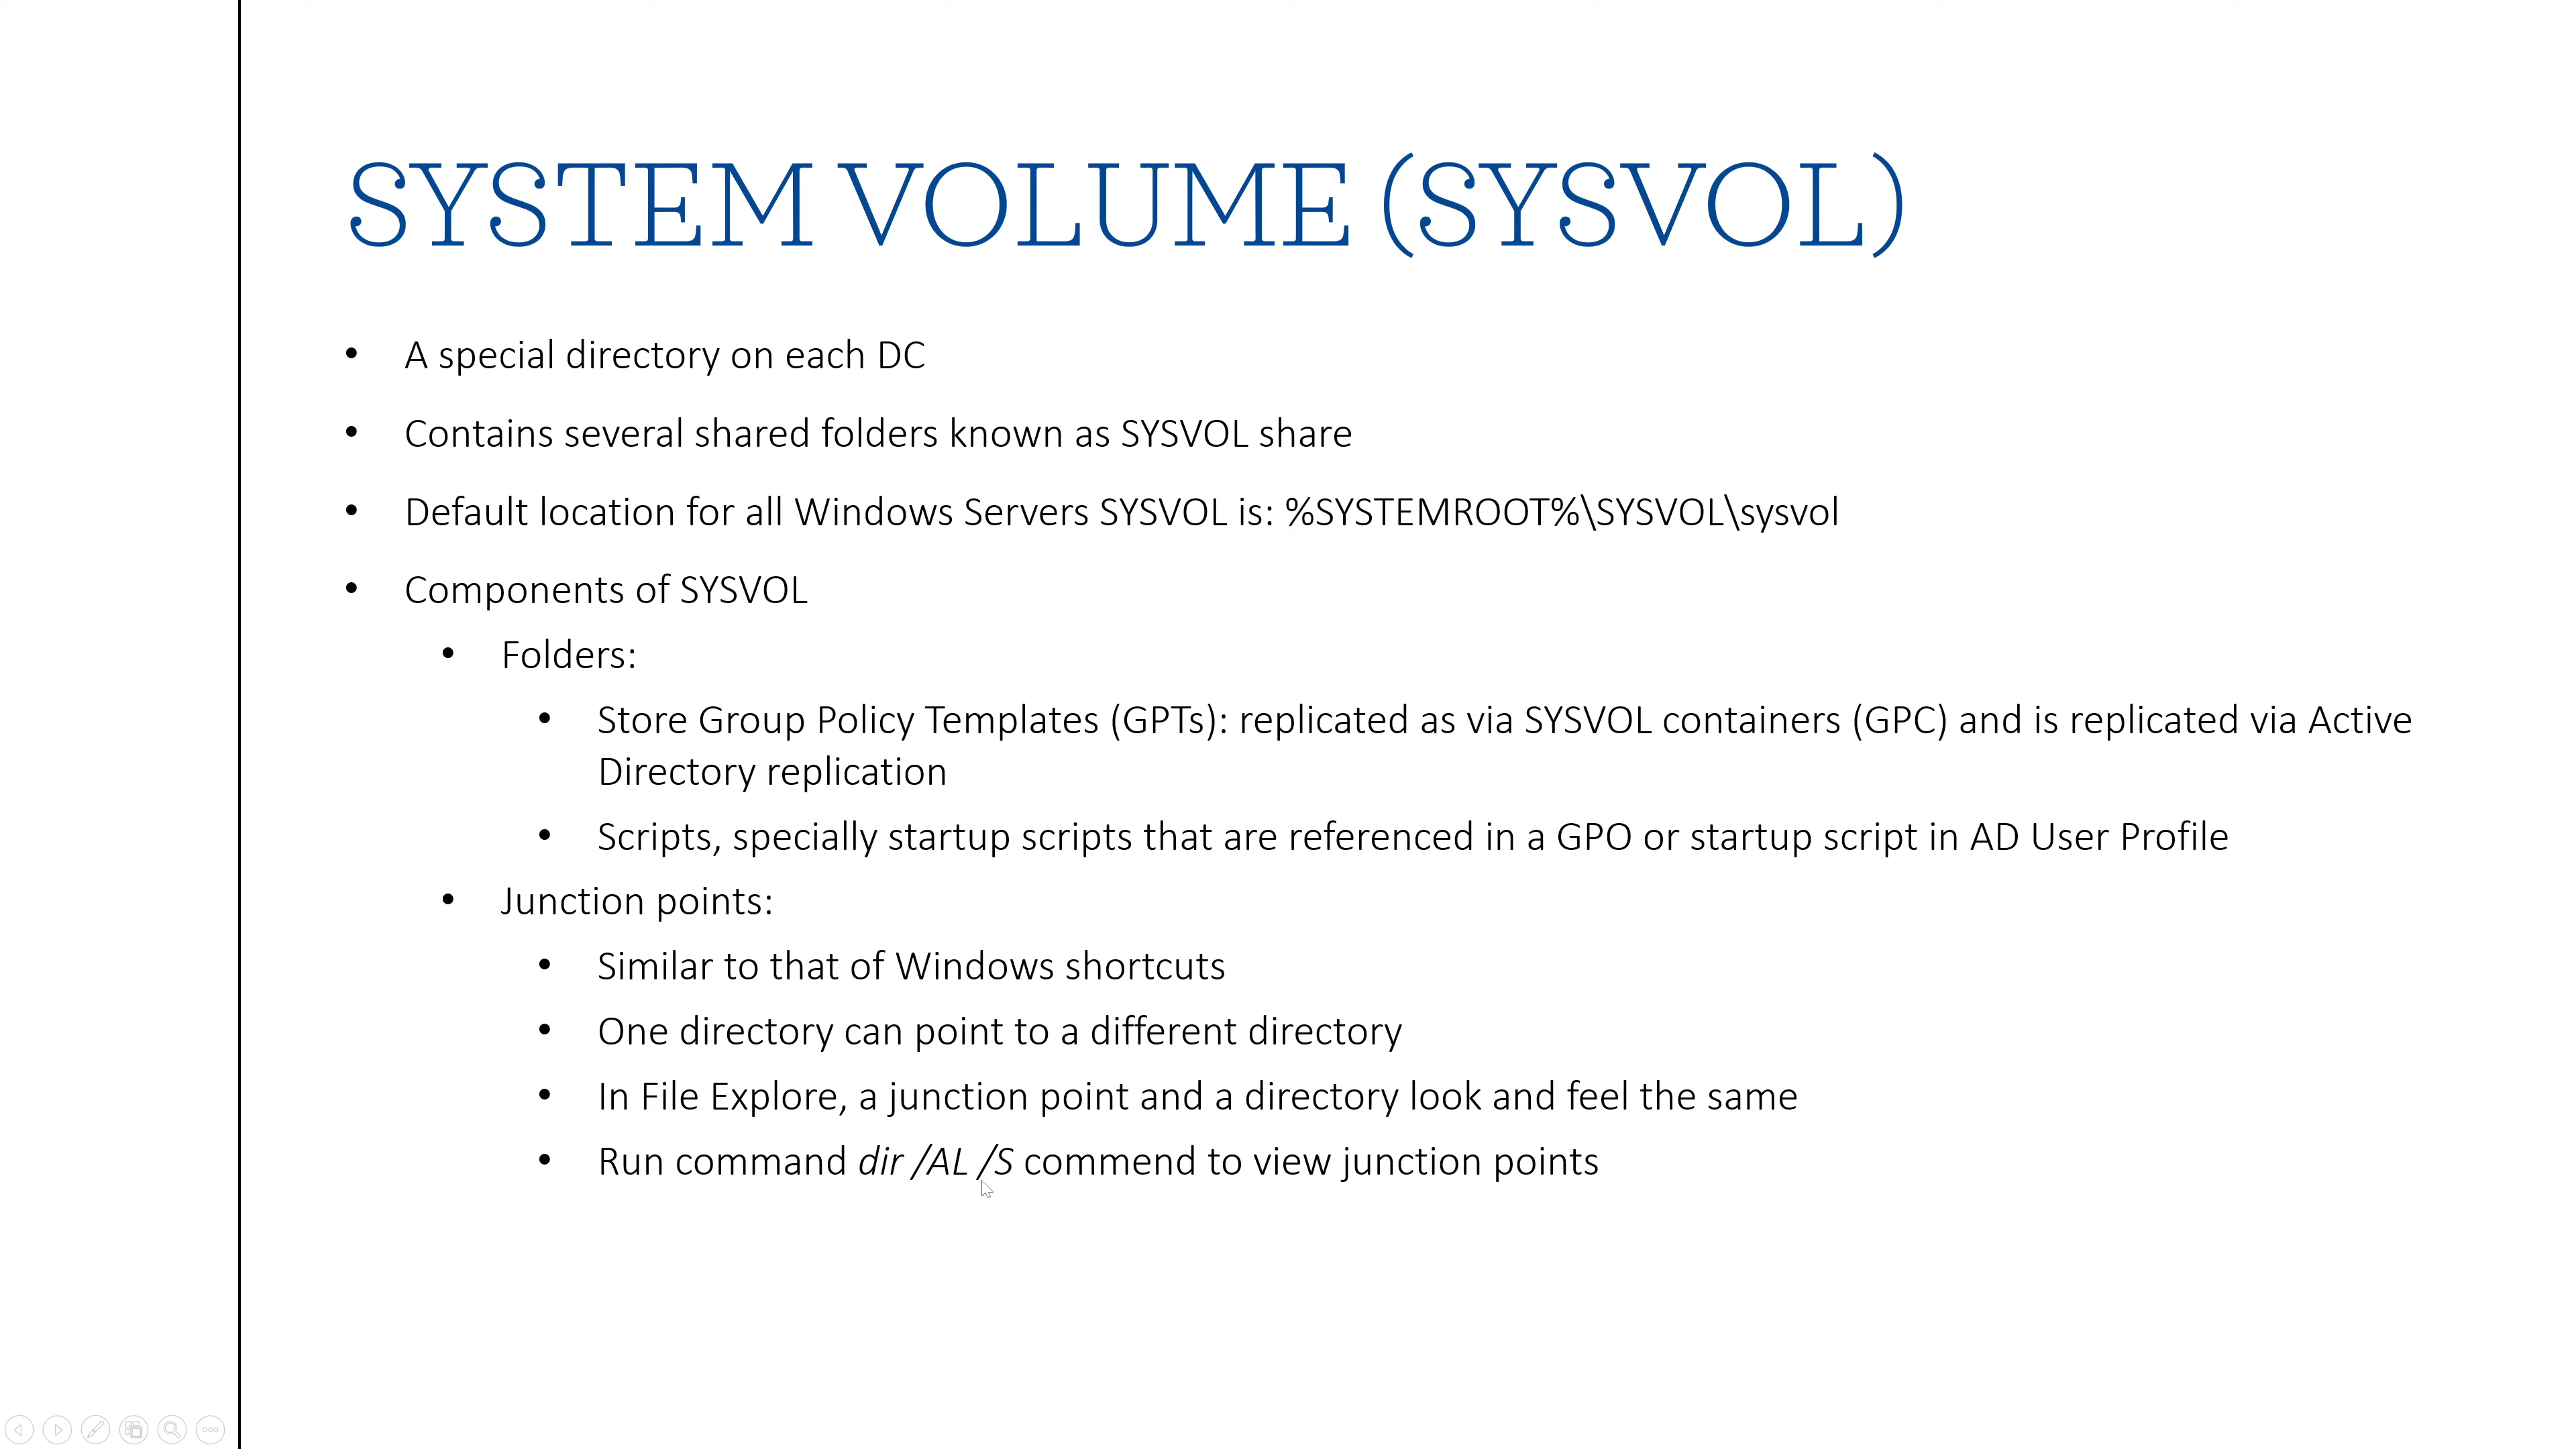 SYSTEM VOLUME (SYSVOL)
• A special directory on each DC
• Contains several shared folders known as SYSVOL share
• Default location for all Windows Servers SYSVOL is: %SYSTEMROOT%\SYSVOL\sysvol
• Components of SYSVOL
• Folders:
• Store Group Policy Templates (GPTs): replicated as via SYSVOL containers (GPC) and is replicated via Active
Directory replication
• Scripts, specially startup scripts that are referenced in a GPO or startup script in AD User Profile
• Junction points:
• Similar to that of Windows shortcuts
• One directory can point to a different directory
• In File Explore, a junction point and a directory look and feel the same
• Run command dir /AL /S commend to view junction points